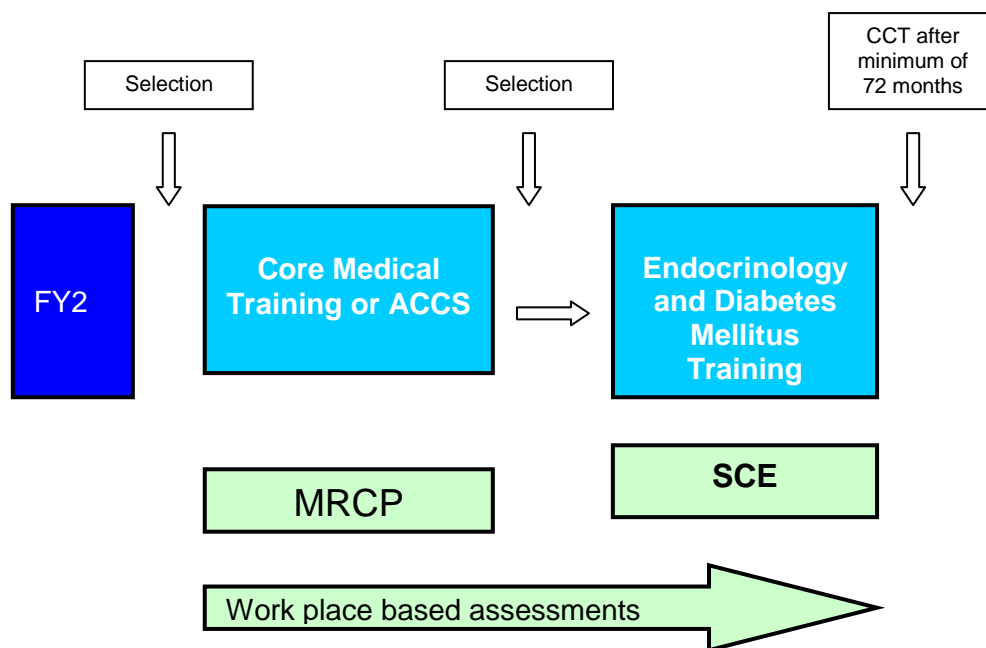 Selection
Selection
CCT after
minimum of
72 months
FY2
Core Medical
Training or ACCS
Endocrinology
and Diabetes
Mellitus
Training
MRCP
SCE
Work place based assessments